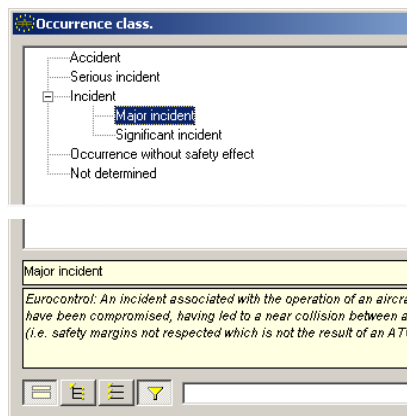 Occurrence class.
Accident
Serious incident
Incident
Major incident
Significant incident
Occurrence without safety effect
Not determined
Major incident
Eurocontrol: An incident associated with the operation of an aircra
have been compromised, having led to a near collision between a
(i.e. safety margins not respected which is not the result of an AT